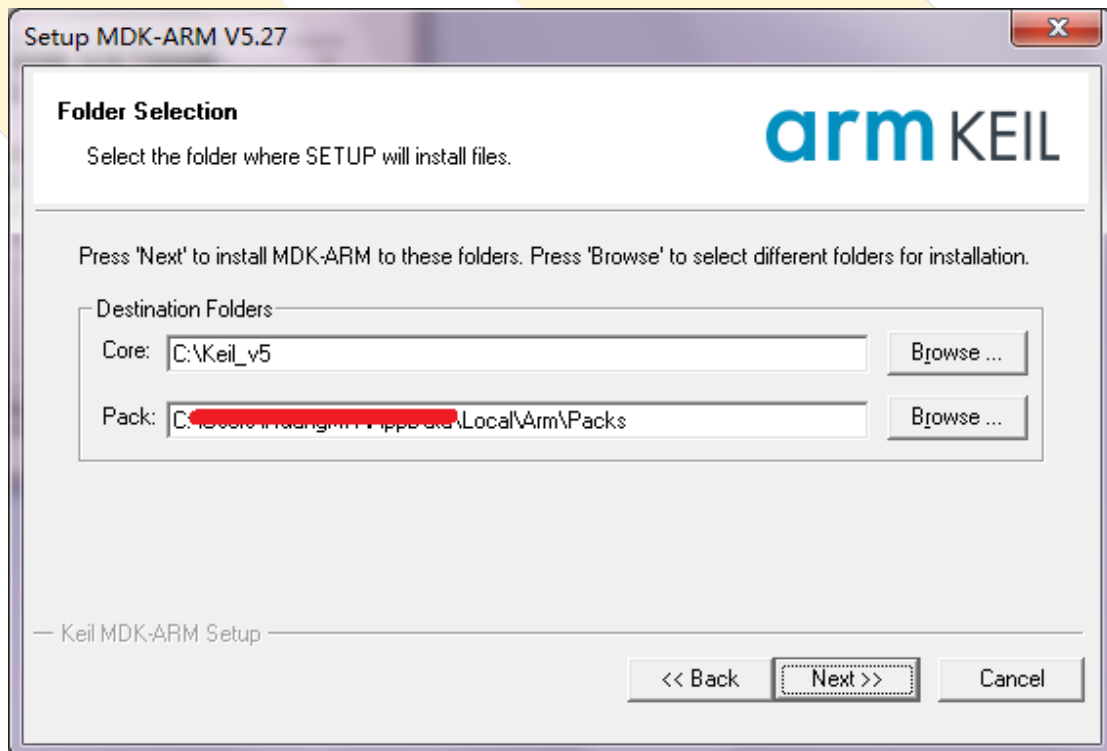 Setup MDK-ARM V5.27
Folder Selection
Select the folder where SETUP will install files.
arm KEIL
Press 'Next' to install MDK-ARM to these folders. Press 'Browse' to select different folders for installation.
Destination Folders
Core: C:\Keil_v5 Browse ...
Pack: C: \Local\Arm\Packs Browse ...
Keil MDK-ARM Setup
<< Back Next >> Cancel